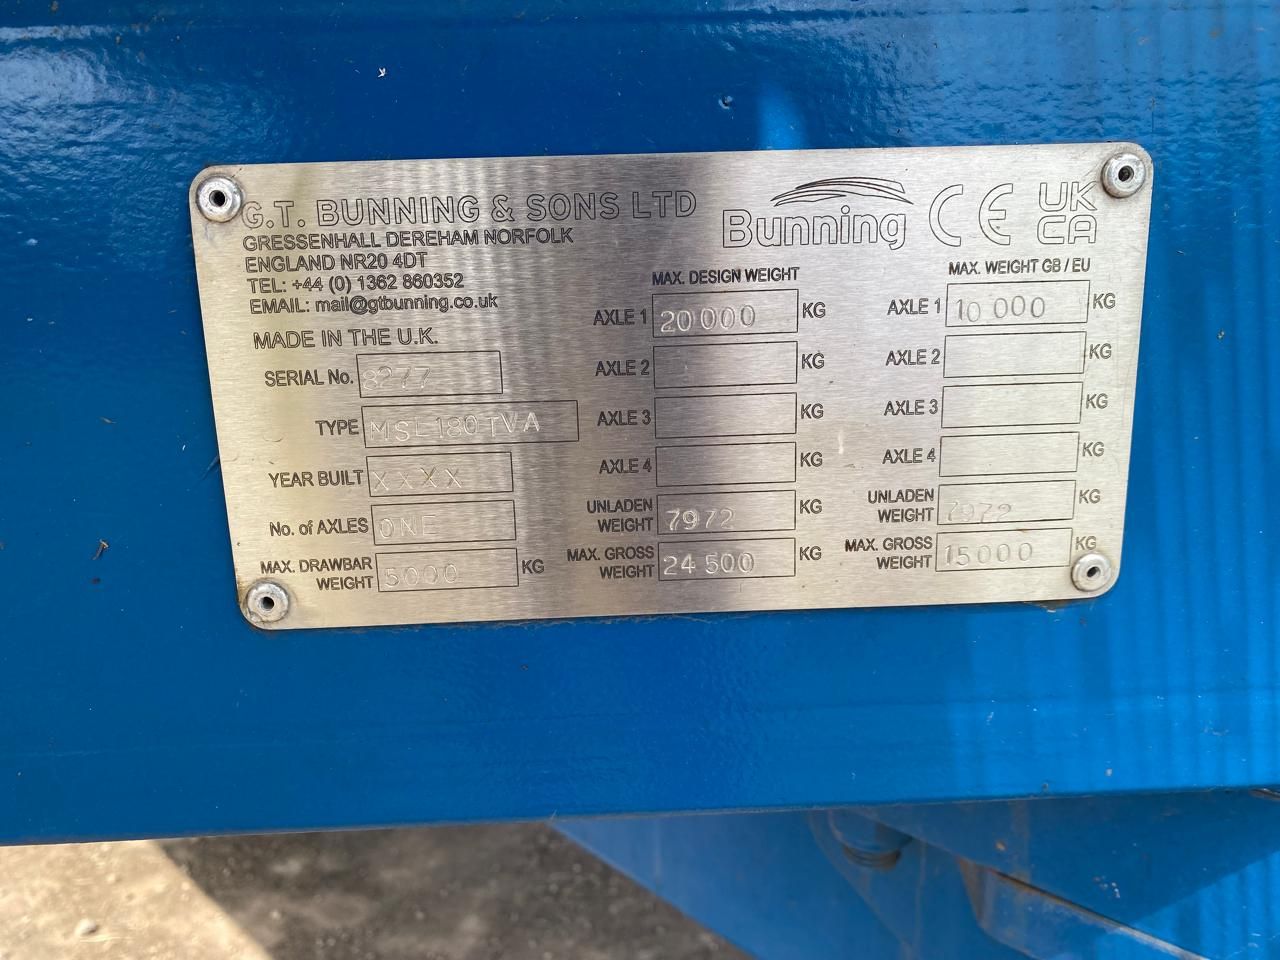 G.T. BUNNING & SONS LTD
GRESSENHALL DEREHAM NORFOLK
ENGLAND NR20 4DT
TEL: +44 (0) 1362 860352
EMAIL: mail@gtbunning.co.uk
MADE IN THE U.K.
SERIAL No. 8277
TYPE MSL180TVA
YEAR BUILT XXXX
No. of AXLES ONE
MAX. DRAWBAR
WEIGHT 5000 KG
Bunning CE UK
CA
MAX. DESIGN WEIGHT
AXLE 1 20 000 KG
AXLE 2 KG
AXLE 3 KG
AXLE 4 KG
UNLADEN
WEIGHT 7972 KG
MAX. GROSS
WEIGHT 24 500 KG
MAX. WEIGHT GB / EU
AXLE 1 10 000 KG
AXLE 2 KG
AXLE 3 KG
AXLE 4 KG
UNLADEN
WEIGHT 7972 KG
MAX. GROSS
WEIGHT 15000 KG